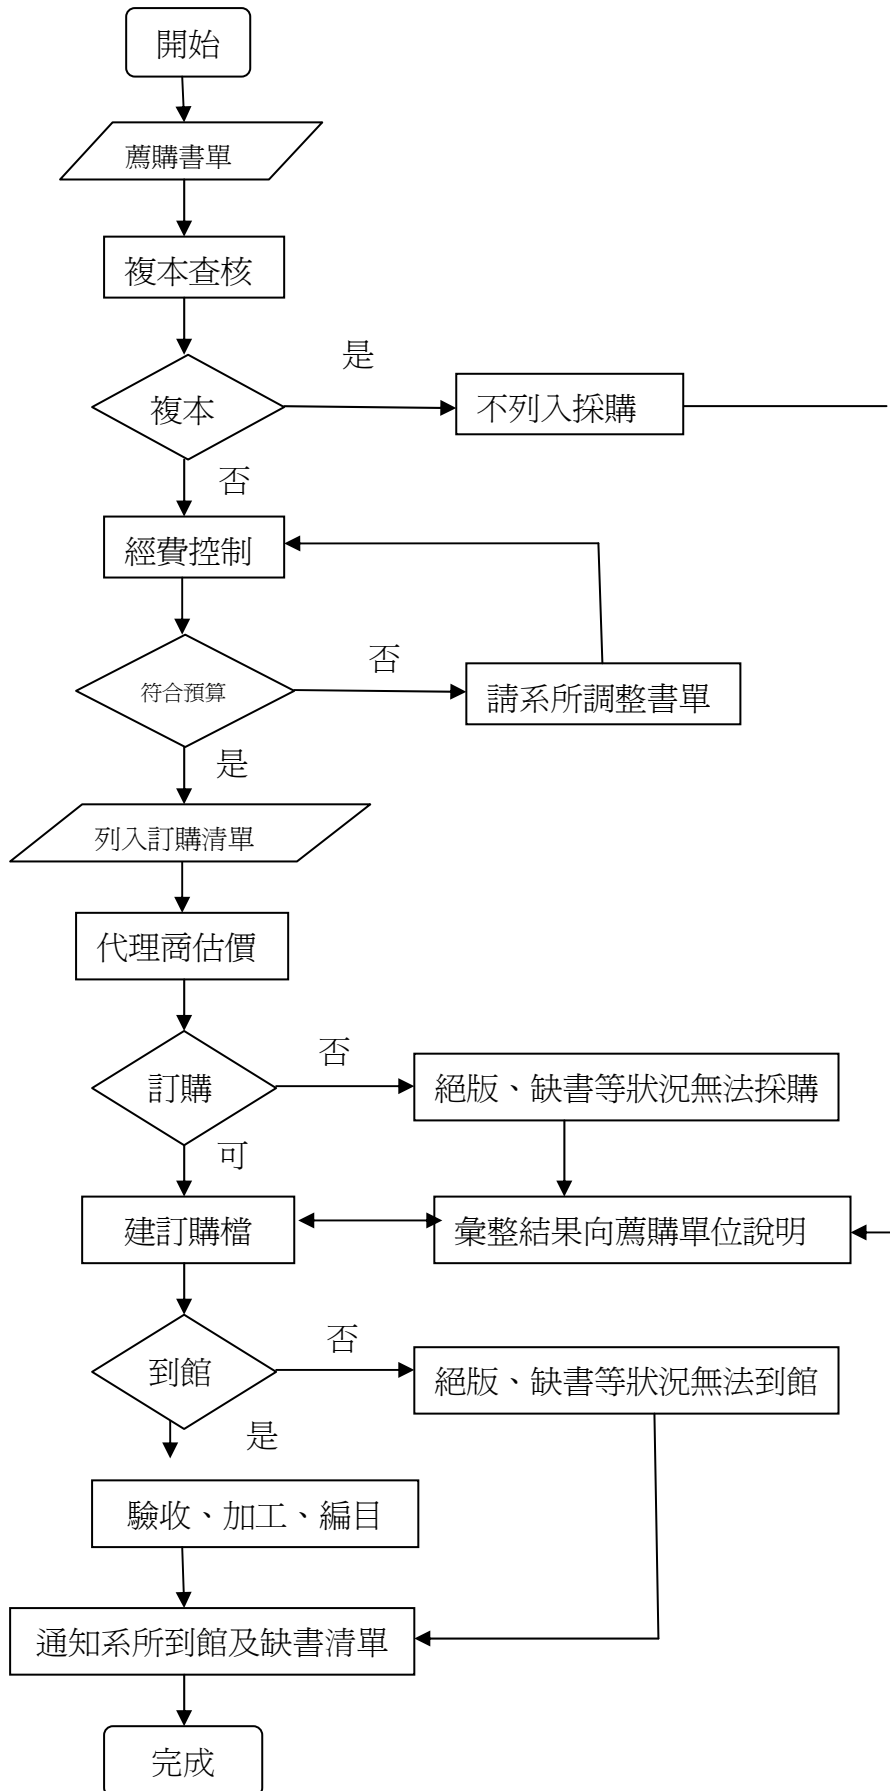 開始
薦購書單
複本查核
是
複本
不列入採購
否
經費控制
否
符合預算
請系所調整書單
是
列入訂購清單
代理商估價
否
訂購
絕版、缺書等狀況無法採購
可
建訂購檔
彙整結果向薦購單位說明
否
到館
絕版、缺書等狀況無法到館
是
驗收、加工、編目
通知系所到館及缺書清單
完成